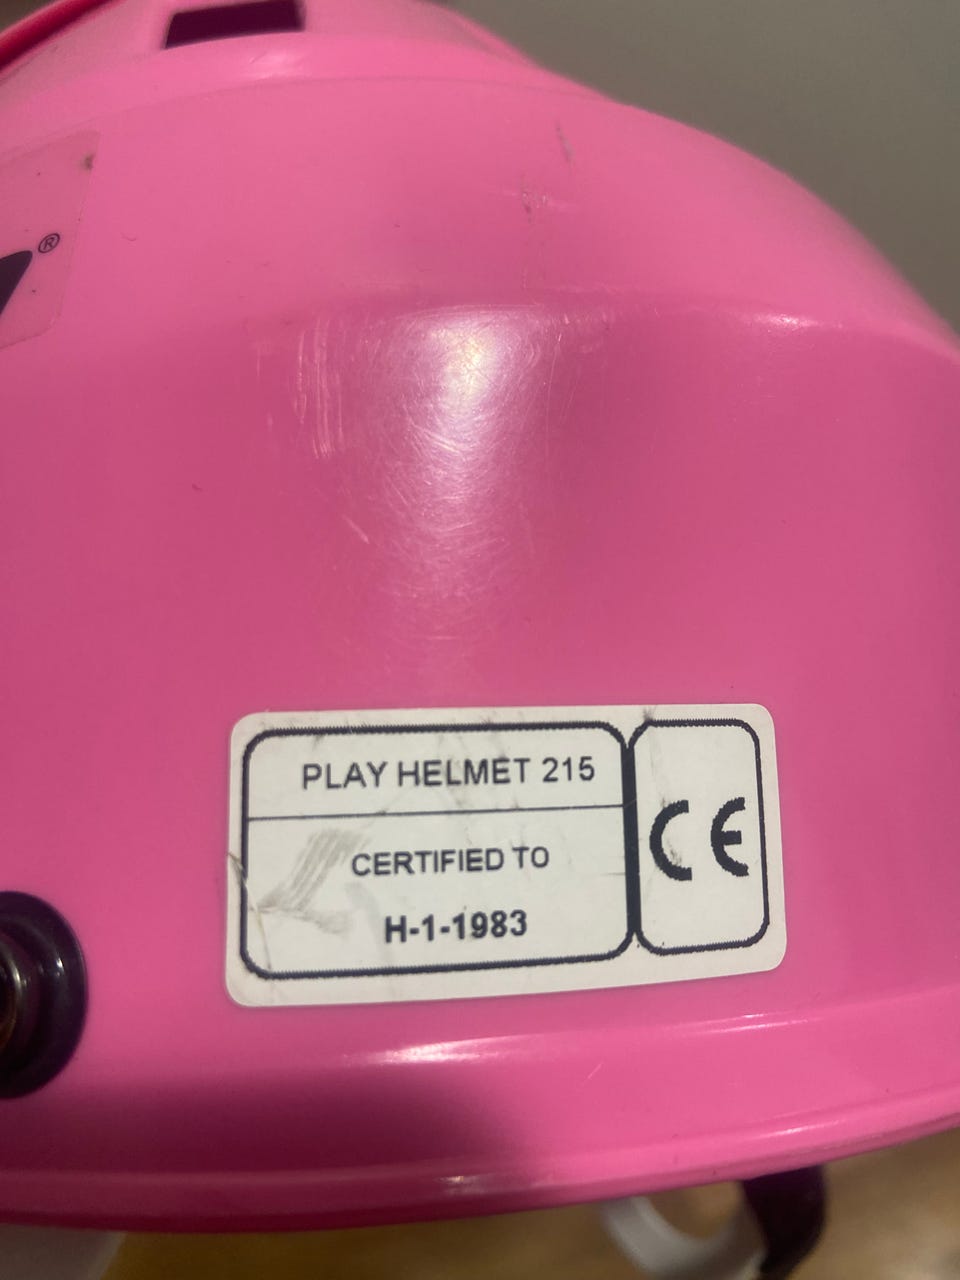 ®
PLAY HELMET 215
CERTIFIED TO
H-1-1983
CE